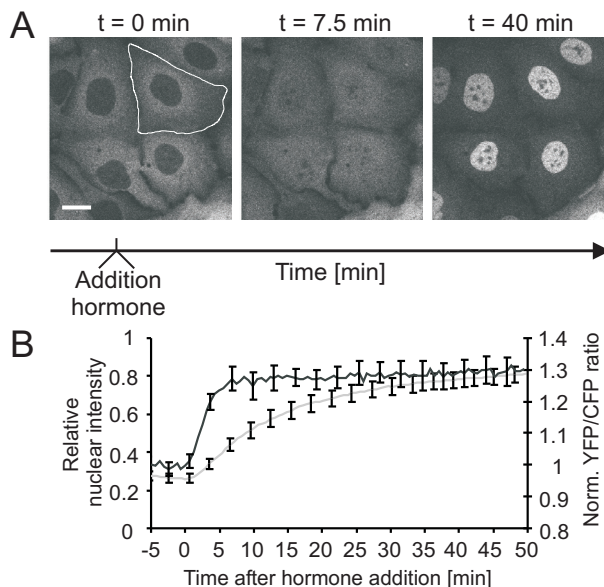 A
t = 0 min t = 7.5 min t = 40 min
Addition
hormone
Time [min]
B
Relative
nuclear intensity
1
0.8
0.6
0.4
0.2
0
Norm. YFP/CFP ratio
1.4
1.3
1.2
1.1
1
0.9
0.8
-5 0 5 10 15 20 25 30 35 40 45 50
Time after hormone addition [min]